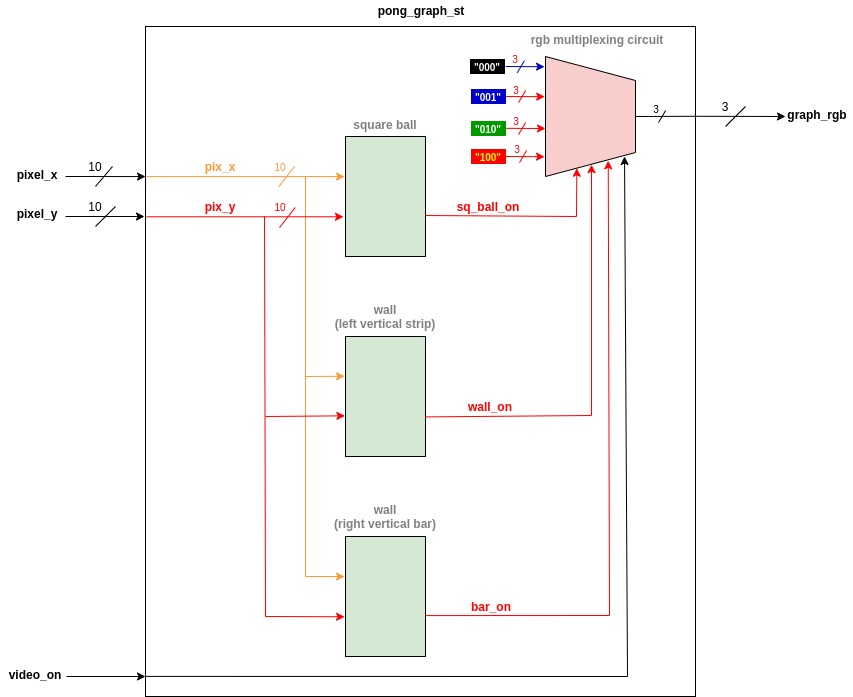 pong_graph_st
rgb multiplexing circuit
"000"
3
"001"
3
"010"
3
"100"
3
3
3
graph_rgb
square ball
pixel_x
10
pix_x
10
pixel_y
10
pix_y
10
sq_ball_on
wall
(left vertical strip)
wall_on
wall
(right vertical bar)
bar_on
video_on